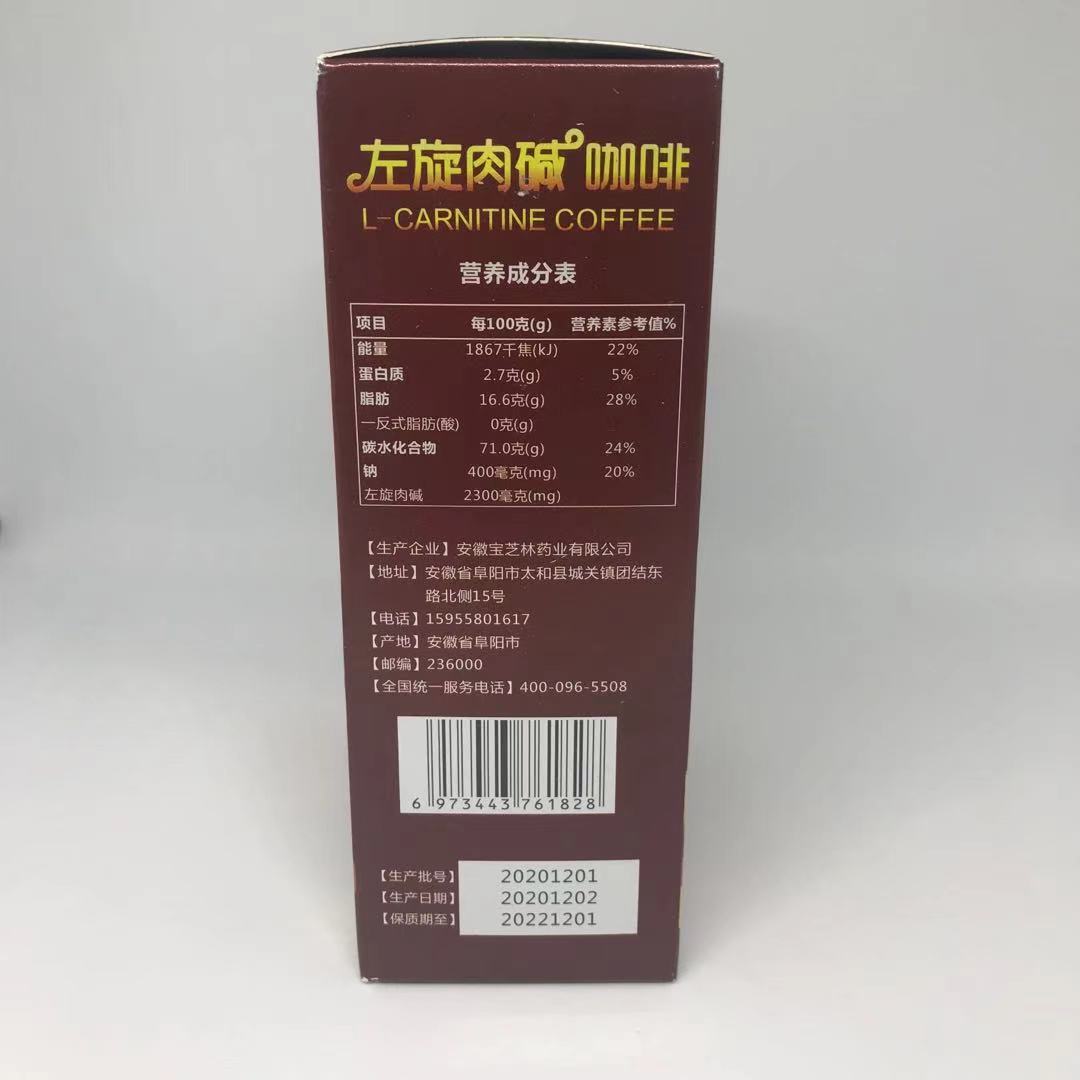 左旋肉碱咖啡
L-CARNITINE COFFEE
营养成分表
项目 每100克(g) 营养素参考值%
能量 1867千焦(kJ) 22%
蛋白质 2.7克(g) 5%
脂肪 16.6克(g) 28%
一反式脂肪(酸) 0克(g)
碳水化合物 71.0克(g) 24%
钠 400毫克(mg) 20%
左旋肉碱 2300毫克(mg)
【生产企业】安徽宝芝林药业有限公司
【地址】安徽省阜阳市太和县城关镇团结东
路北侧15号
【电话】15955801617
【产地】安徽省阜阳市
【邮编】236000
【全国统一服务电话】400-096-5508
6 973443 761828
【生产批号】 20201201
【生产日期】 20201202
【保质期至】 20221201